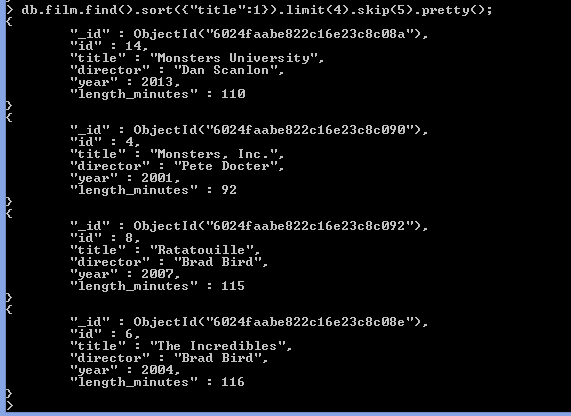 > db.film.find().sort({"title":1}).limit(4).skip(5).pretty();
{
        "_id" : ObjectId("6024faabe822c16e23c8c08a"),
        "id" : 14,
        "title" : "Monsters University",
        "director" : "Dan Scanlon",
        "year" : 2013,
        "length_minutes" : 110
}
{
        "_id" : ObjectId("6024faabe822c16e23c8c090"),
        "id" : 4,
        "title" : "Monsters, Inc.",
        "director" : "Pete Docter",
        "year" : 2001,
        "length_minutes" : 92
}
{
        "_id" : ObjectId("6024faabe822c16e23c8c092"),
        "id" : 8,
        "title" : "Ratatouille",
        "director" : "Brad Bird",
        "year" : 2007,
        "length_minutes" : 115
}
{
        "_id" : ObjectId("6024faabe822c16e23c8c08e"),
        "id" : 6,
        "title" : "The Incredibles",
        "director" : "Brad Bird",
        "year" : 2004,
        "length_minutes" : 116
}
>